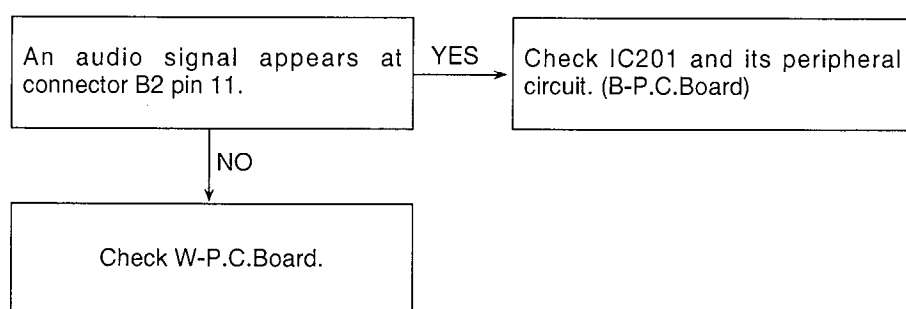 An audio signal appears at
connector B2 pin 11.
YES
Check IC201 and its peripheral
circuit. (B-P.C.Board)
NO
Check W-P.C.Board.